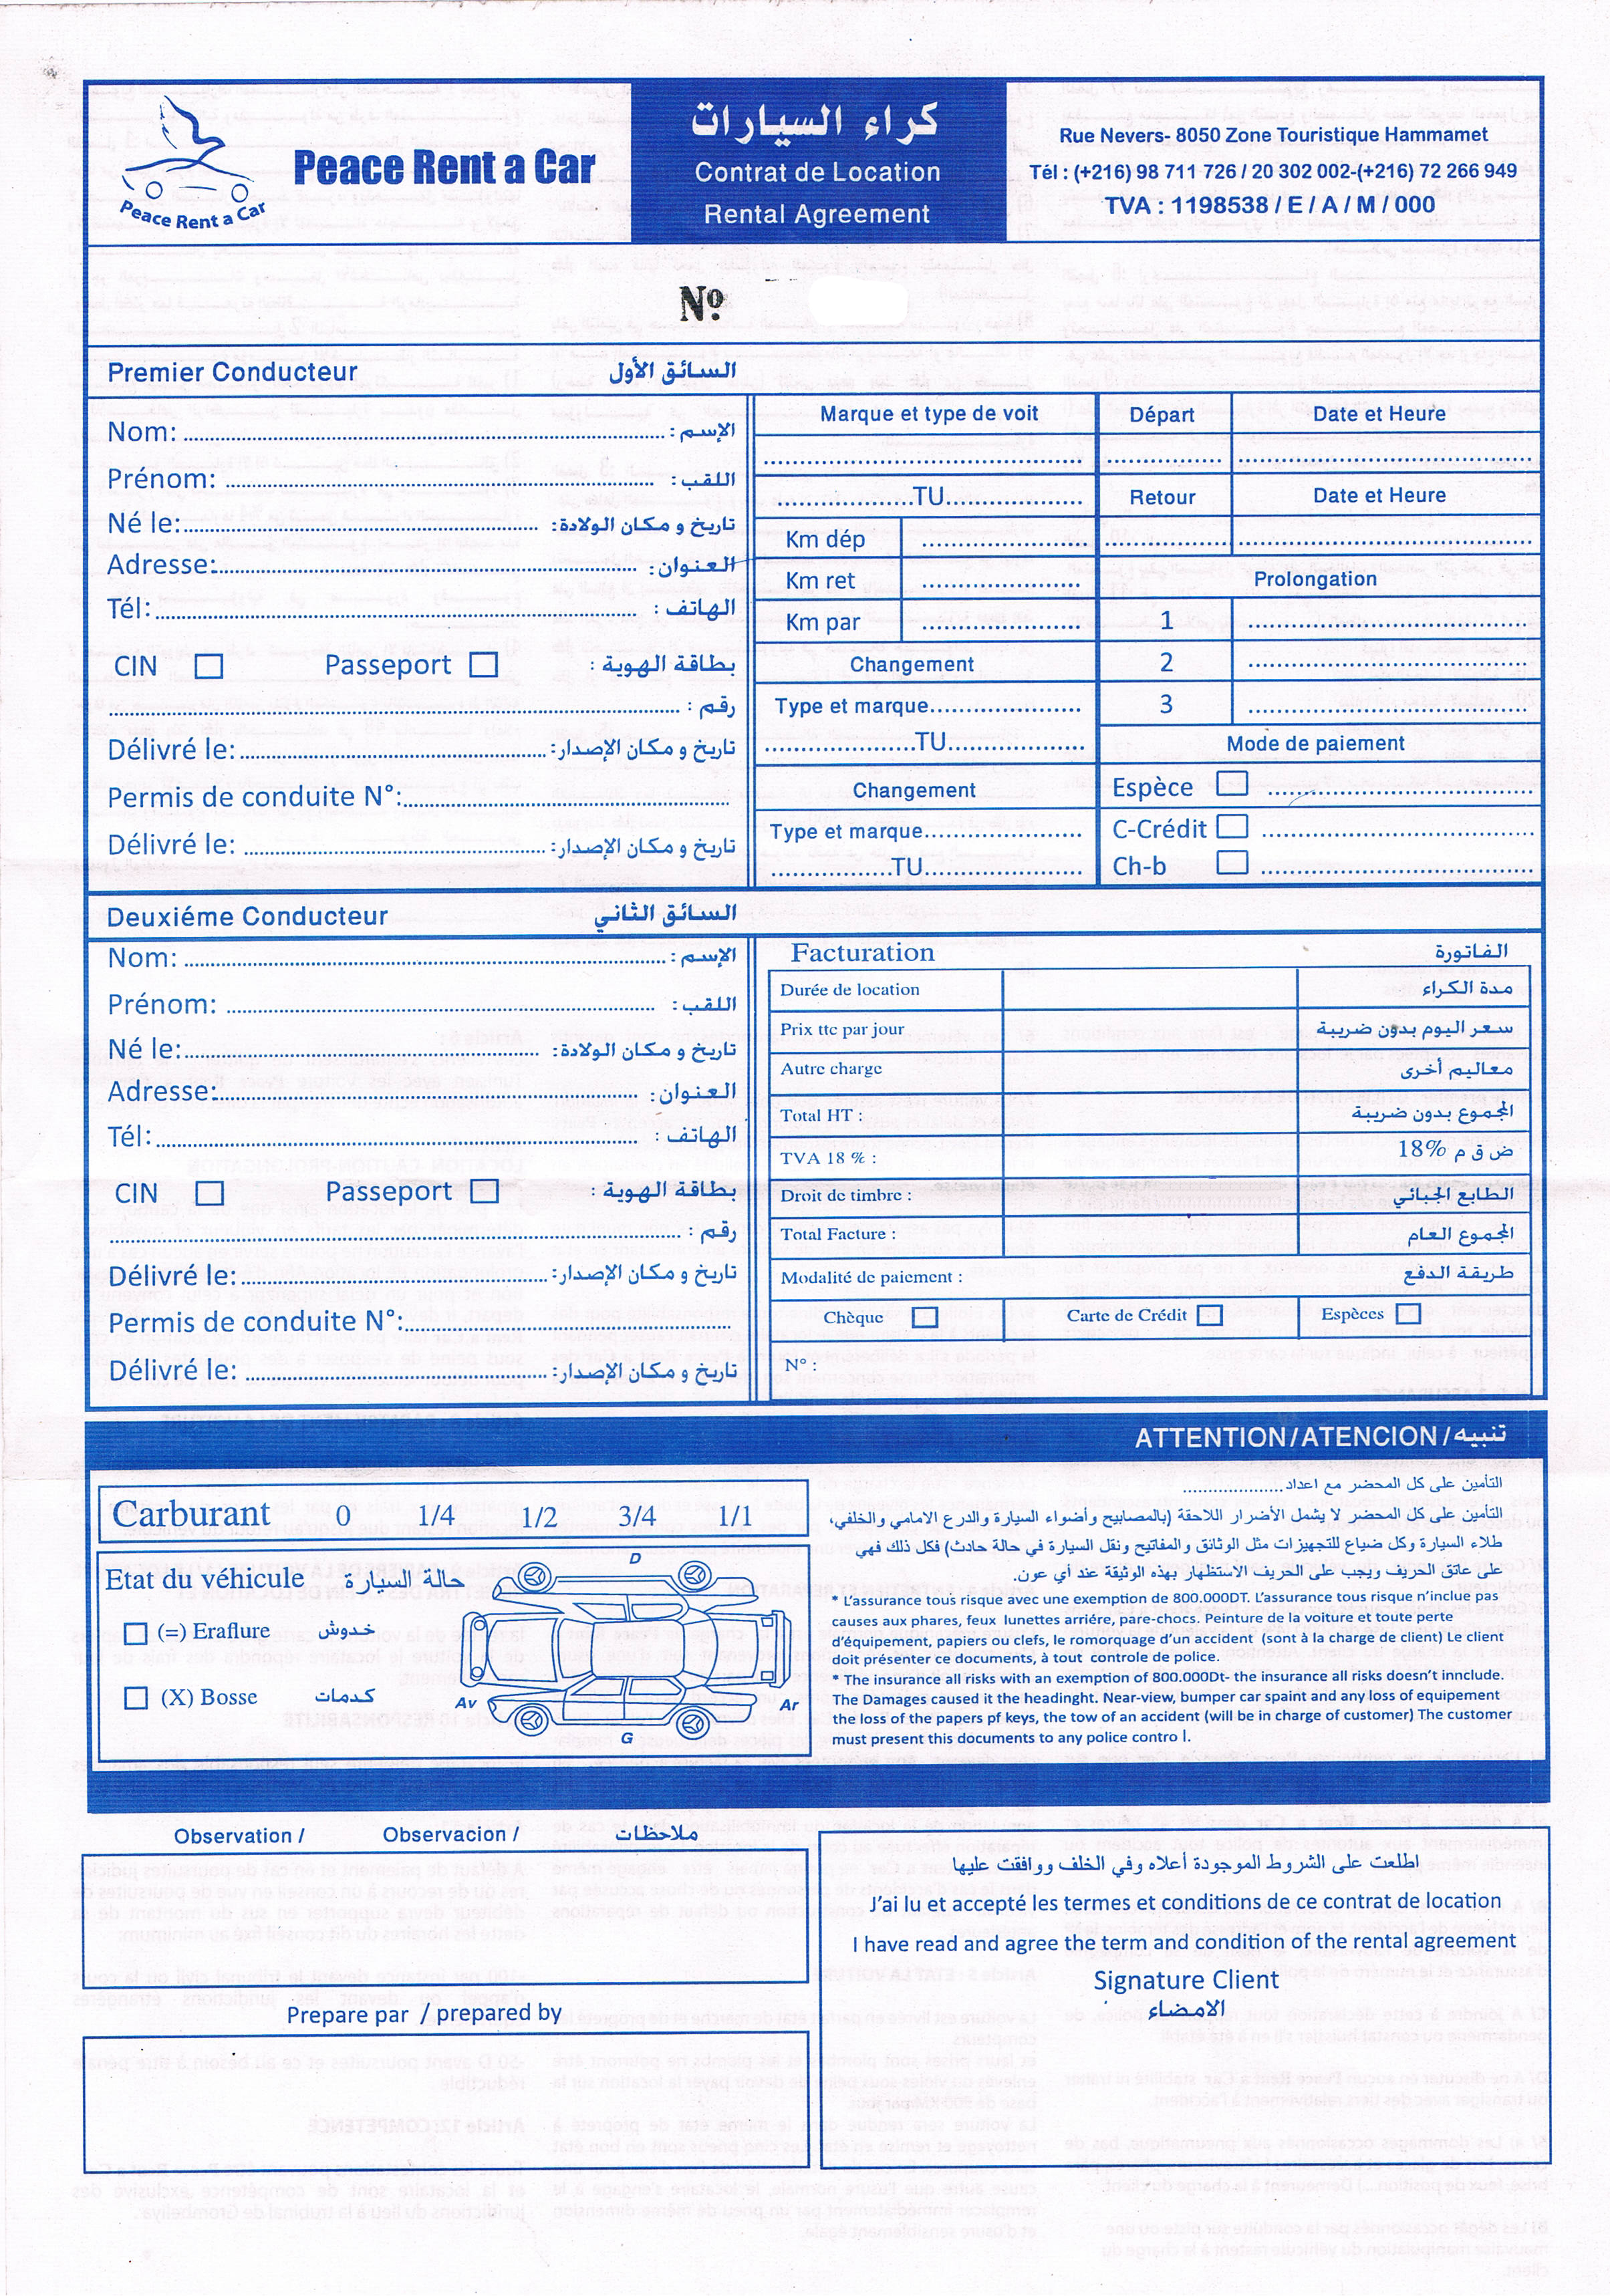 Peace Rent a Car
Peace Rent a Car
كراء السيارات
Contrat de Location
Rental Agreement
Rue Nevers- 8050 Zone Touristique Hammamet
Tél : (+216) 98 711 726 / 20 302 002-(+216) 72 266 949
TVA : 1198538 / E / A / M / 000
Nº
Premier Conducteur السائق الأول
Nom: الإسم :
Prénom: اللقب :
Né le: تاريخ و مكان الولادة:
Adresse: العنوان :
Tél: الهاتف :
CIN Passeport بطاقة الهوية :
رقم :
Délivré le: تاريخ و مكان الإصدار:
Permis de conduite N°:
Délivré le: تاريخ و مكان الإصدار:
Marque et type de voit
TU
Km dép
Km ret
Km par
Changement
Type et marque
TU
Changement
Type et marque
TU
Départ Date et Heure
Retour Date et Heure
Prolongation
1
2
3
Mode de paiement
Espèce
C-Crédit
Ch-b
Deuxiéme Conducteur السائق الثاني
Nom: الإسم :
Prénom: اللقب :
Né le: تاريخ و مكان الولادة:
Adresse: العنوان :
Tél: الهاتف :
CIN Passeport بطاقة الهوية :
رقم :
Délivré le: تاريخ و مكان الإصدار:
Permis de conduite N°:
Délivré le: تاريخ و مكان الإصدار:
Facturation الفاتورة
Durée de location مدة الكراء
Prix ttc par jour سعر اليوم بدون ضريبة
Autre charge معاليم أخرى
Total HT : المجموع بدون ضريبة
TVA 18 % : ض ق م 18%
Droit de timbre : الطابع الجبائي
Total Facture : المجموع العام
Modalité de paiement : طريقة الدفع
Chèque Carte de Crédit Espèces
N° :
ATTENTION/ATENCION/تنبيه
Carburant 0 1/4 1/2 3/4 1/1
Etat du véhicule حالة السيارة
(=) Eraflure خدوش
(X) Bosse كدمات
D
Av
Ar
G
التأمين على كل المحضر مع اعداد....................
التأمين على كل المحضر لا يشمل الأضرار اللاحقة (بالمصابيح وأضواء السيارة والدرع الامامي والخلفي،
طلاء السيارة وكل ضياع للتجهيزات مثل الوثائق والمفاتيح ونقل السيارة في حالة حادث) فكل ذلك فهي
على عاتق الحريف ويجب على الحريف الاستظهار بهذه الوثيقة عند أي عون.
* L'assurance tous risque avec une exemption de 800.000DT. L'assurance tous risque n'inclue pas
causes aux phares, feux lunettes arriére, pare-chocs. Peinture de la voiture et toute perte
d'équipement, papiers ou clefs, le romorquage d'un accident (sont à la charge de client) Le client
doit présenter ce documents, à tout controle de police.
* The insurance all risks with an exemption of 800.000Dt- the insurance all risks doesn't innclude.
The Damages caused it the headinght. Near-view, bumper car spaint and any loss of equipement
the loss of the papers pf keys, the tow of an accident (will be in charge of customer) The customer
must present this documents to any police contro l.
Observation / Observacion / ملاحظات
Prepare par / prepared by
اطلعت على الشروط الموجودة أعلاه وفي الخلف ووافقت عليها
J'ai lu et accepté les termes et conditions de ce contrat de location
I have read and agree the term and condition of the rental agreement
Signature Client
الامضاء